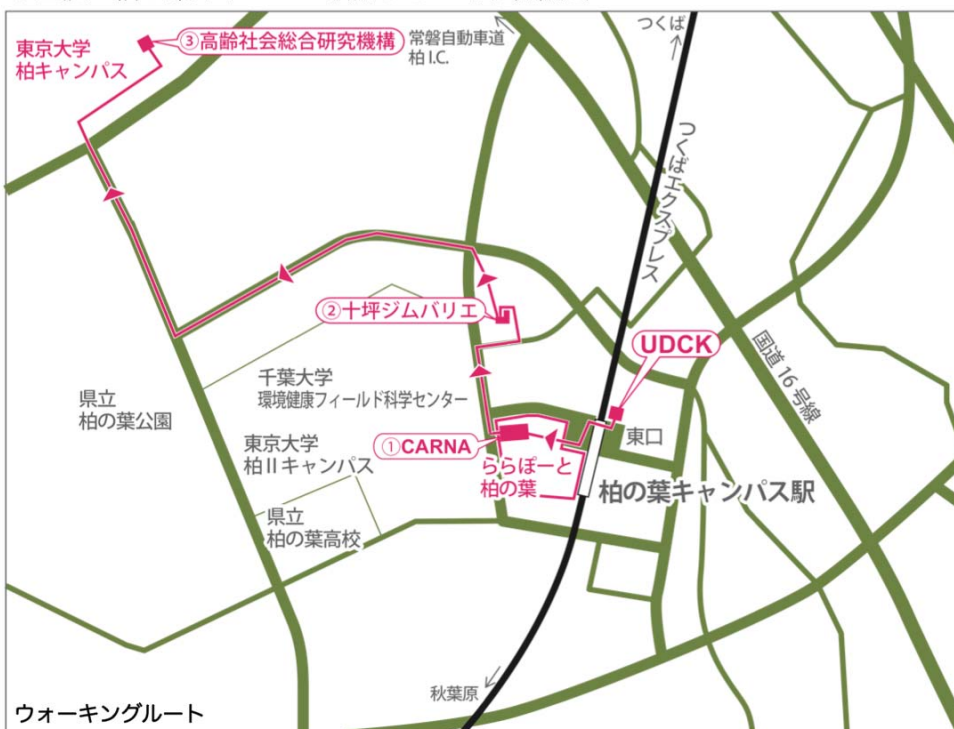 東京大学
柏キャンパス
③高齢社会総合研究機構
常磐自動車道
柏I.C.
つくば
つくばエクスプレス
②十坪ジムバリエ
UDCK
国道16号線
千葉大学
環境健康フィールド科学センター
県立
柏の葉公園
東京大学
柏Ⅱキャンパス
①CARNA
ららぽーと
柏の葉
東口
柏の葉キャンパス駅
県立
柏の葉高校
秋葉原
ウォーキングルート